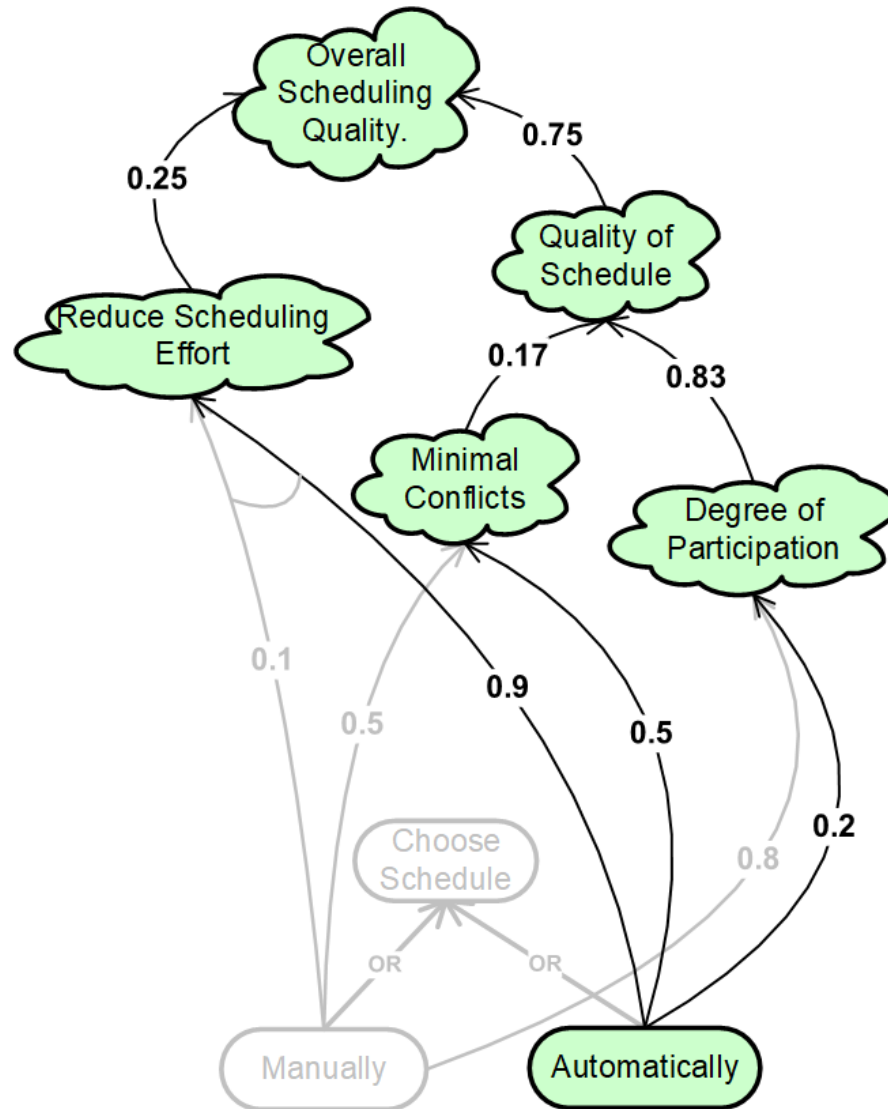 Overall
Scheduling
Quality.
0.25
0.75
Quality of
Schedule
Reduce Scheduling
Effort
0.17
0.83
Minimal
Conflicts
Degree of
Participation
0.1
0.9
0.5
0.5
0.2
Choose
Schedule
0.8
OR
OR
Manually
Automatically